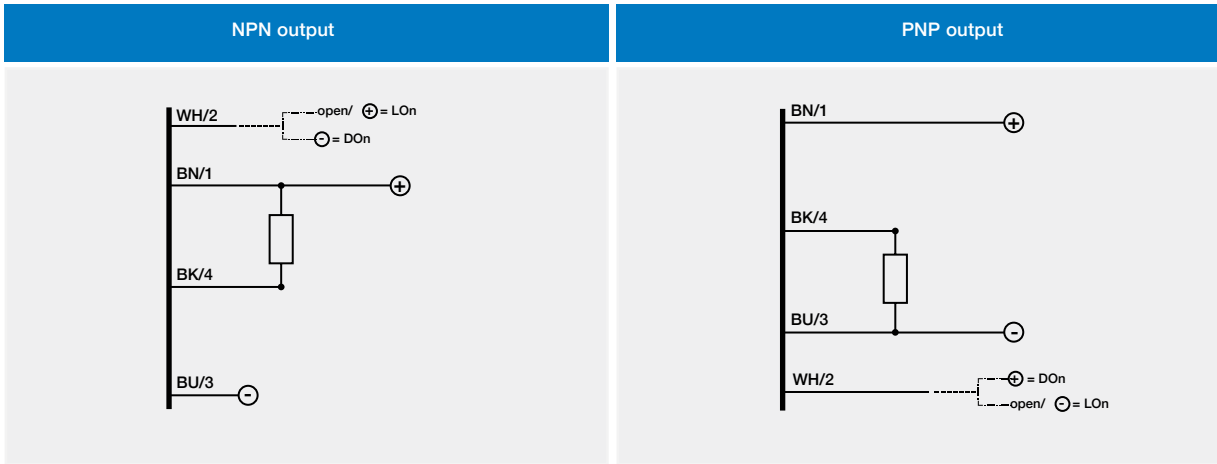 NPN output
WH/2
open/ + = LOn
- = DOn
BN/1
+
BK/4
BU/3
-
PNP output
BN/1
+
BK/4
BU/3
-
WH/2
+ = DOn
open/ - = LOn